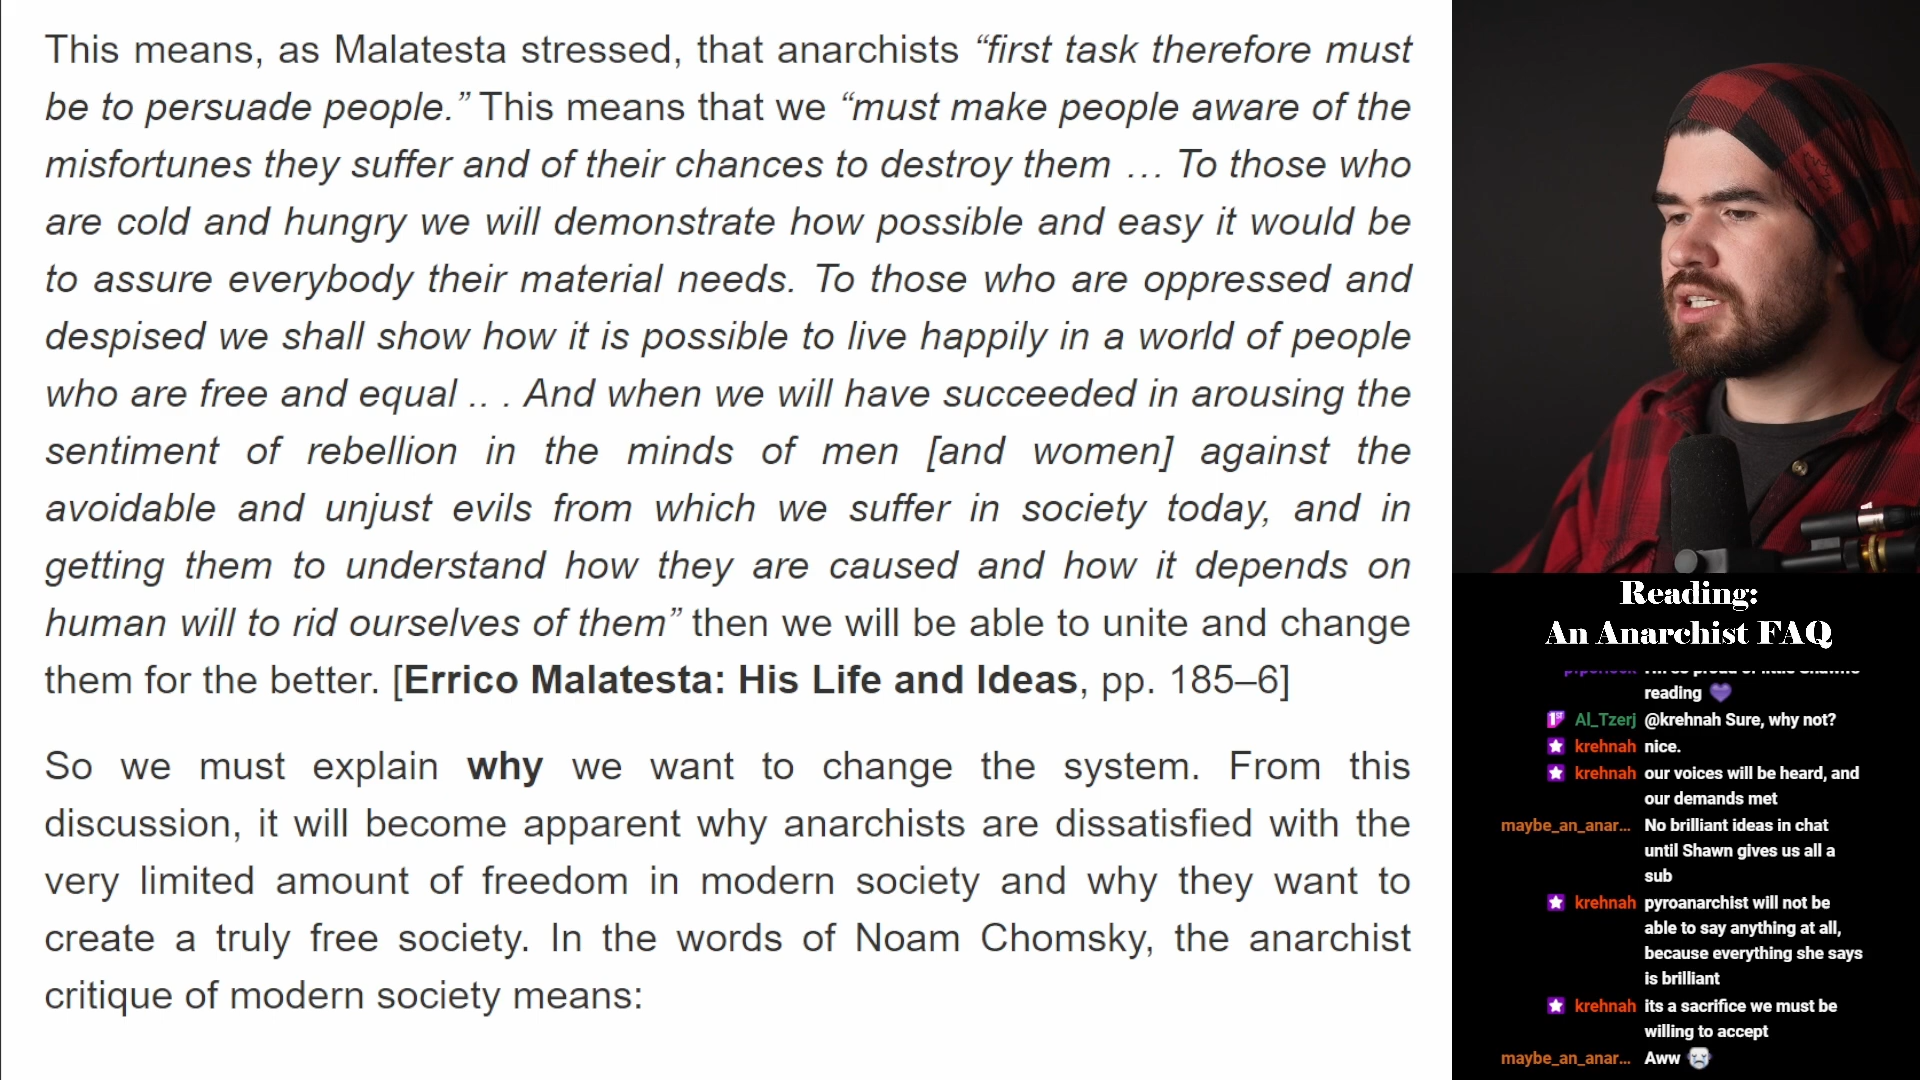 This means, as Malatesta stressed, that anarchists “first task therefore must
be to persuade people.” This means that we “must make people aware of the
misfortunes they suffer and of their chances to destroy them … To those who
are cold and hungry we will demonstrate how possible and easy it would be
to assure everybody their material needs. To those who are oppressed and
despised we shall show how it is possible to live happily in a world of people
who are free and equal .. . And when we will have succeeded in arousing the
sentiment of rebellion in the minds of men [and women] against the
avoidable and unjust evils from which we suffer in society today, and in
getting them to understand how they are caused and how it depends on
human will to rid ourselves of them” then we will be able to unite and change
them for the better. [Errico Malatesta: His Life and Ideas, pp. 185–6]
So we must explain why we want to change the system. From this
discussion, it will become apparent why anarchists are dissatisfied with the
very limited amount of freedom in modern society and why they want to
create a truly free society. In the words of Noam Chomsky, the anarchist
critique of modern society means:
Reading:
An Anarchist FAQ
reading
Al_Tzerj @krehnah Sure, why not?
krehnah nice.
krehnah our voices will be heard, and
our demands met
maybe_an_anar... No brilliant ideas in chat
until Shawn gives us all a
sub
krehnah pyroanarchist will not be
able to say anything at all,
because everything she says
is brilliant
krehnah its a sacrifice we must be
willing to accept
maybe_an_anar... Aww